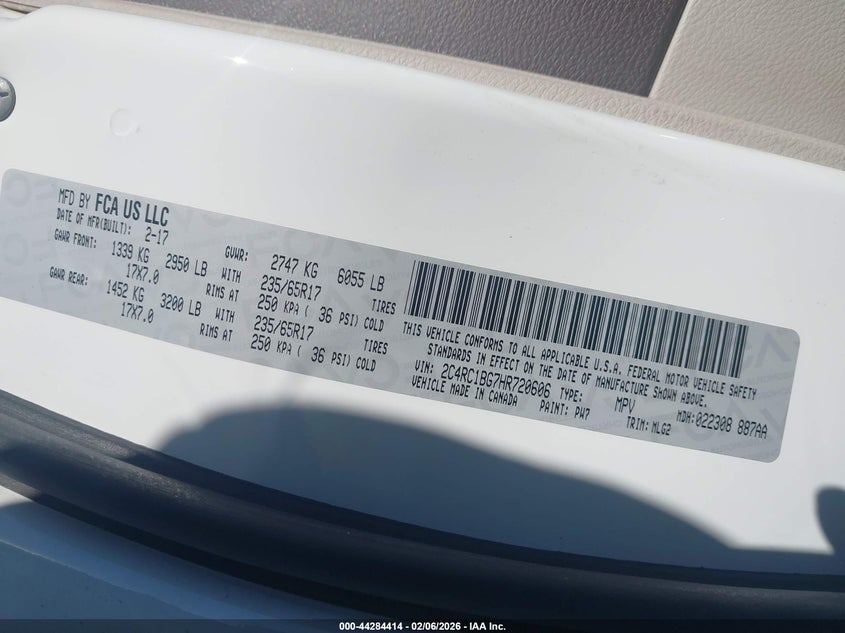 MFD BY FCA US LLC
DATE OF MFR(BUILT): 2-17
GVWR: 2747 KG 6055 LB
GAWR FRONT: 1339 KG 2950 LB WITH 235/65R17 TIRES
17X7.0 RIMS AT 250 KPA ( 36 PSI) COLD
GAWR REAR: 1452 KG 3200 LB WITH 235/65R17 TIRES
17X7.0 RIMS AT 250 KPA ( 36 PSI) COLD
THIS VEHICLE CONFORMS TO ALL APPLICABLE U.S.A. FEDERAL MOTOR VEHICLE SAFETY
STANDARDS IN EFFECT ON THE DATE OF MANUFACTURE SHOWN ABOVE.
VIN: 2C4RC1BG7HR720606 TYPE: MPV MDH:022308 887AA
VEHICLE MADE IN CANADA PAINT: PW7 TRIM: MLG2
000-44284414 - 02/06/2026 - IAA Inc.